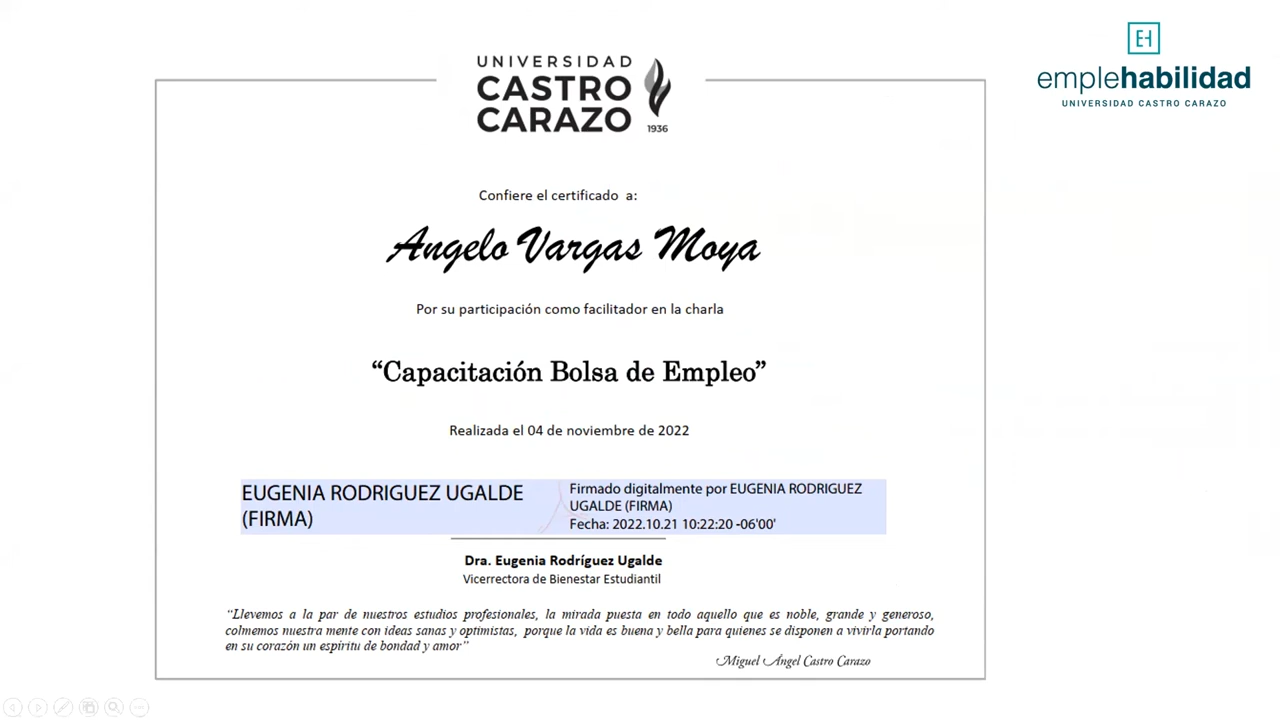 UNIVERSIDAD
CASTRO
CARAZO
1936
EH
emplehabilidad
UNIVERSIDAD CASTRO CARAZO
Confiere el certificado a:
Angelo Vargas Moya
Por su participación como facilitador en la charla
“Capacitación Bolsa de Empleo”
Realizada el 04 de noviembre de 2022
EUGENIA RODRIGUEZ UGALDE
(FIRMA)
Firmado digitalmente por EUGENIA RODRIGUEZ
UGALDE (FIRMA)
Fecha: 2022.10.21 10:22:20 -06'00'
Dra. Eugenia Rodríguez Ugalde
Vicerrectora de Bienestar Estudiantil
“Llevemos a la par de nuestros estudios profesionales, la mirada puesta en todo aquello que es noble, grande y generoso,
colmemos nuestra mente con ideas sanas y optimistas, porque la vida es buena y bella para quienes se disponen a vivirla portando
en su corazón un espíritu de bondad y amor”
Miguel Ángel Castro Carazo